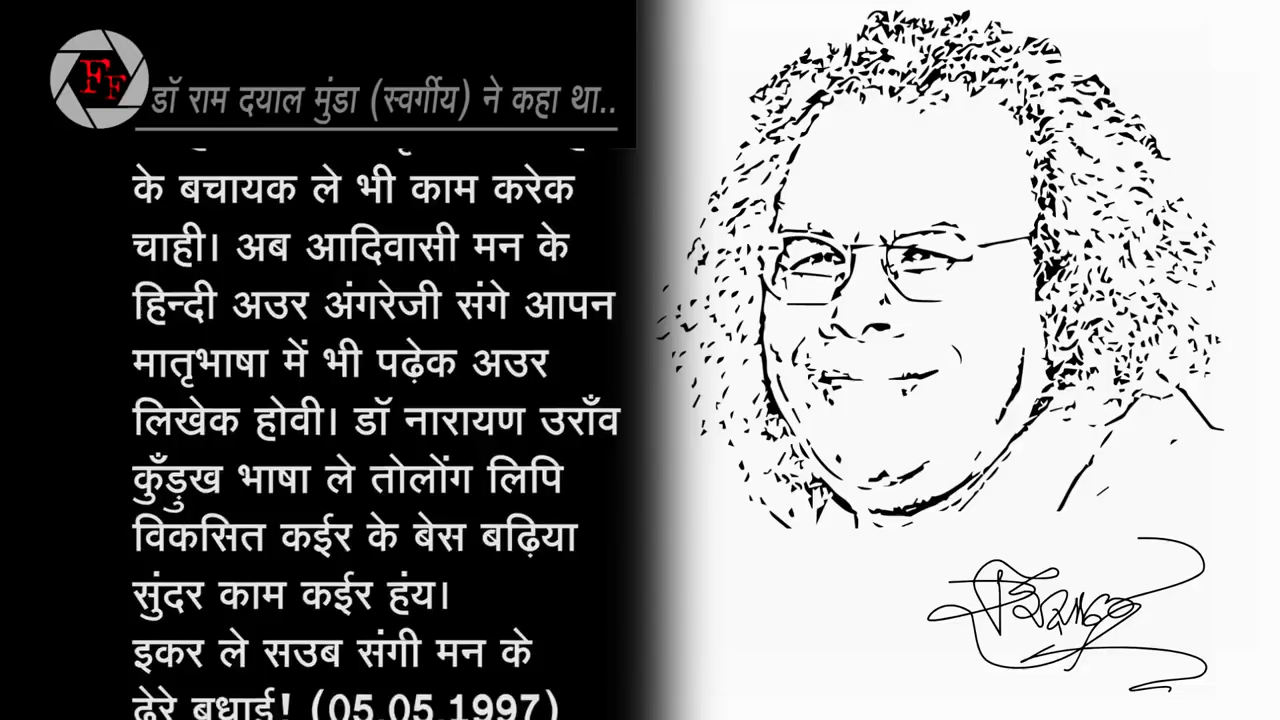 FF
डॉ राम दयाल मुंडा (स्वर्गीय) ने कहा था..
के बचायक ले भी काम करेक
चाही। अब आदिवासी मन के
हिन्दी अउर अंगरेजी संगे आपन
मातृभाषा में भी पढ़ेक अउर
लिखेक होवी। डॉ नारायण उराँव
कुँड़ुख भाषा ले तोलोंग लिपि
विकसित कईर के बेस बढ़िया
सुंदर काम कईर हंय।
इकर ले सउब संगी मन के
ढेरे बधाई! (05.05.1997)